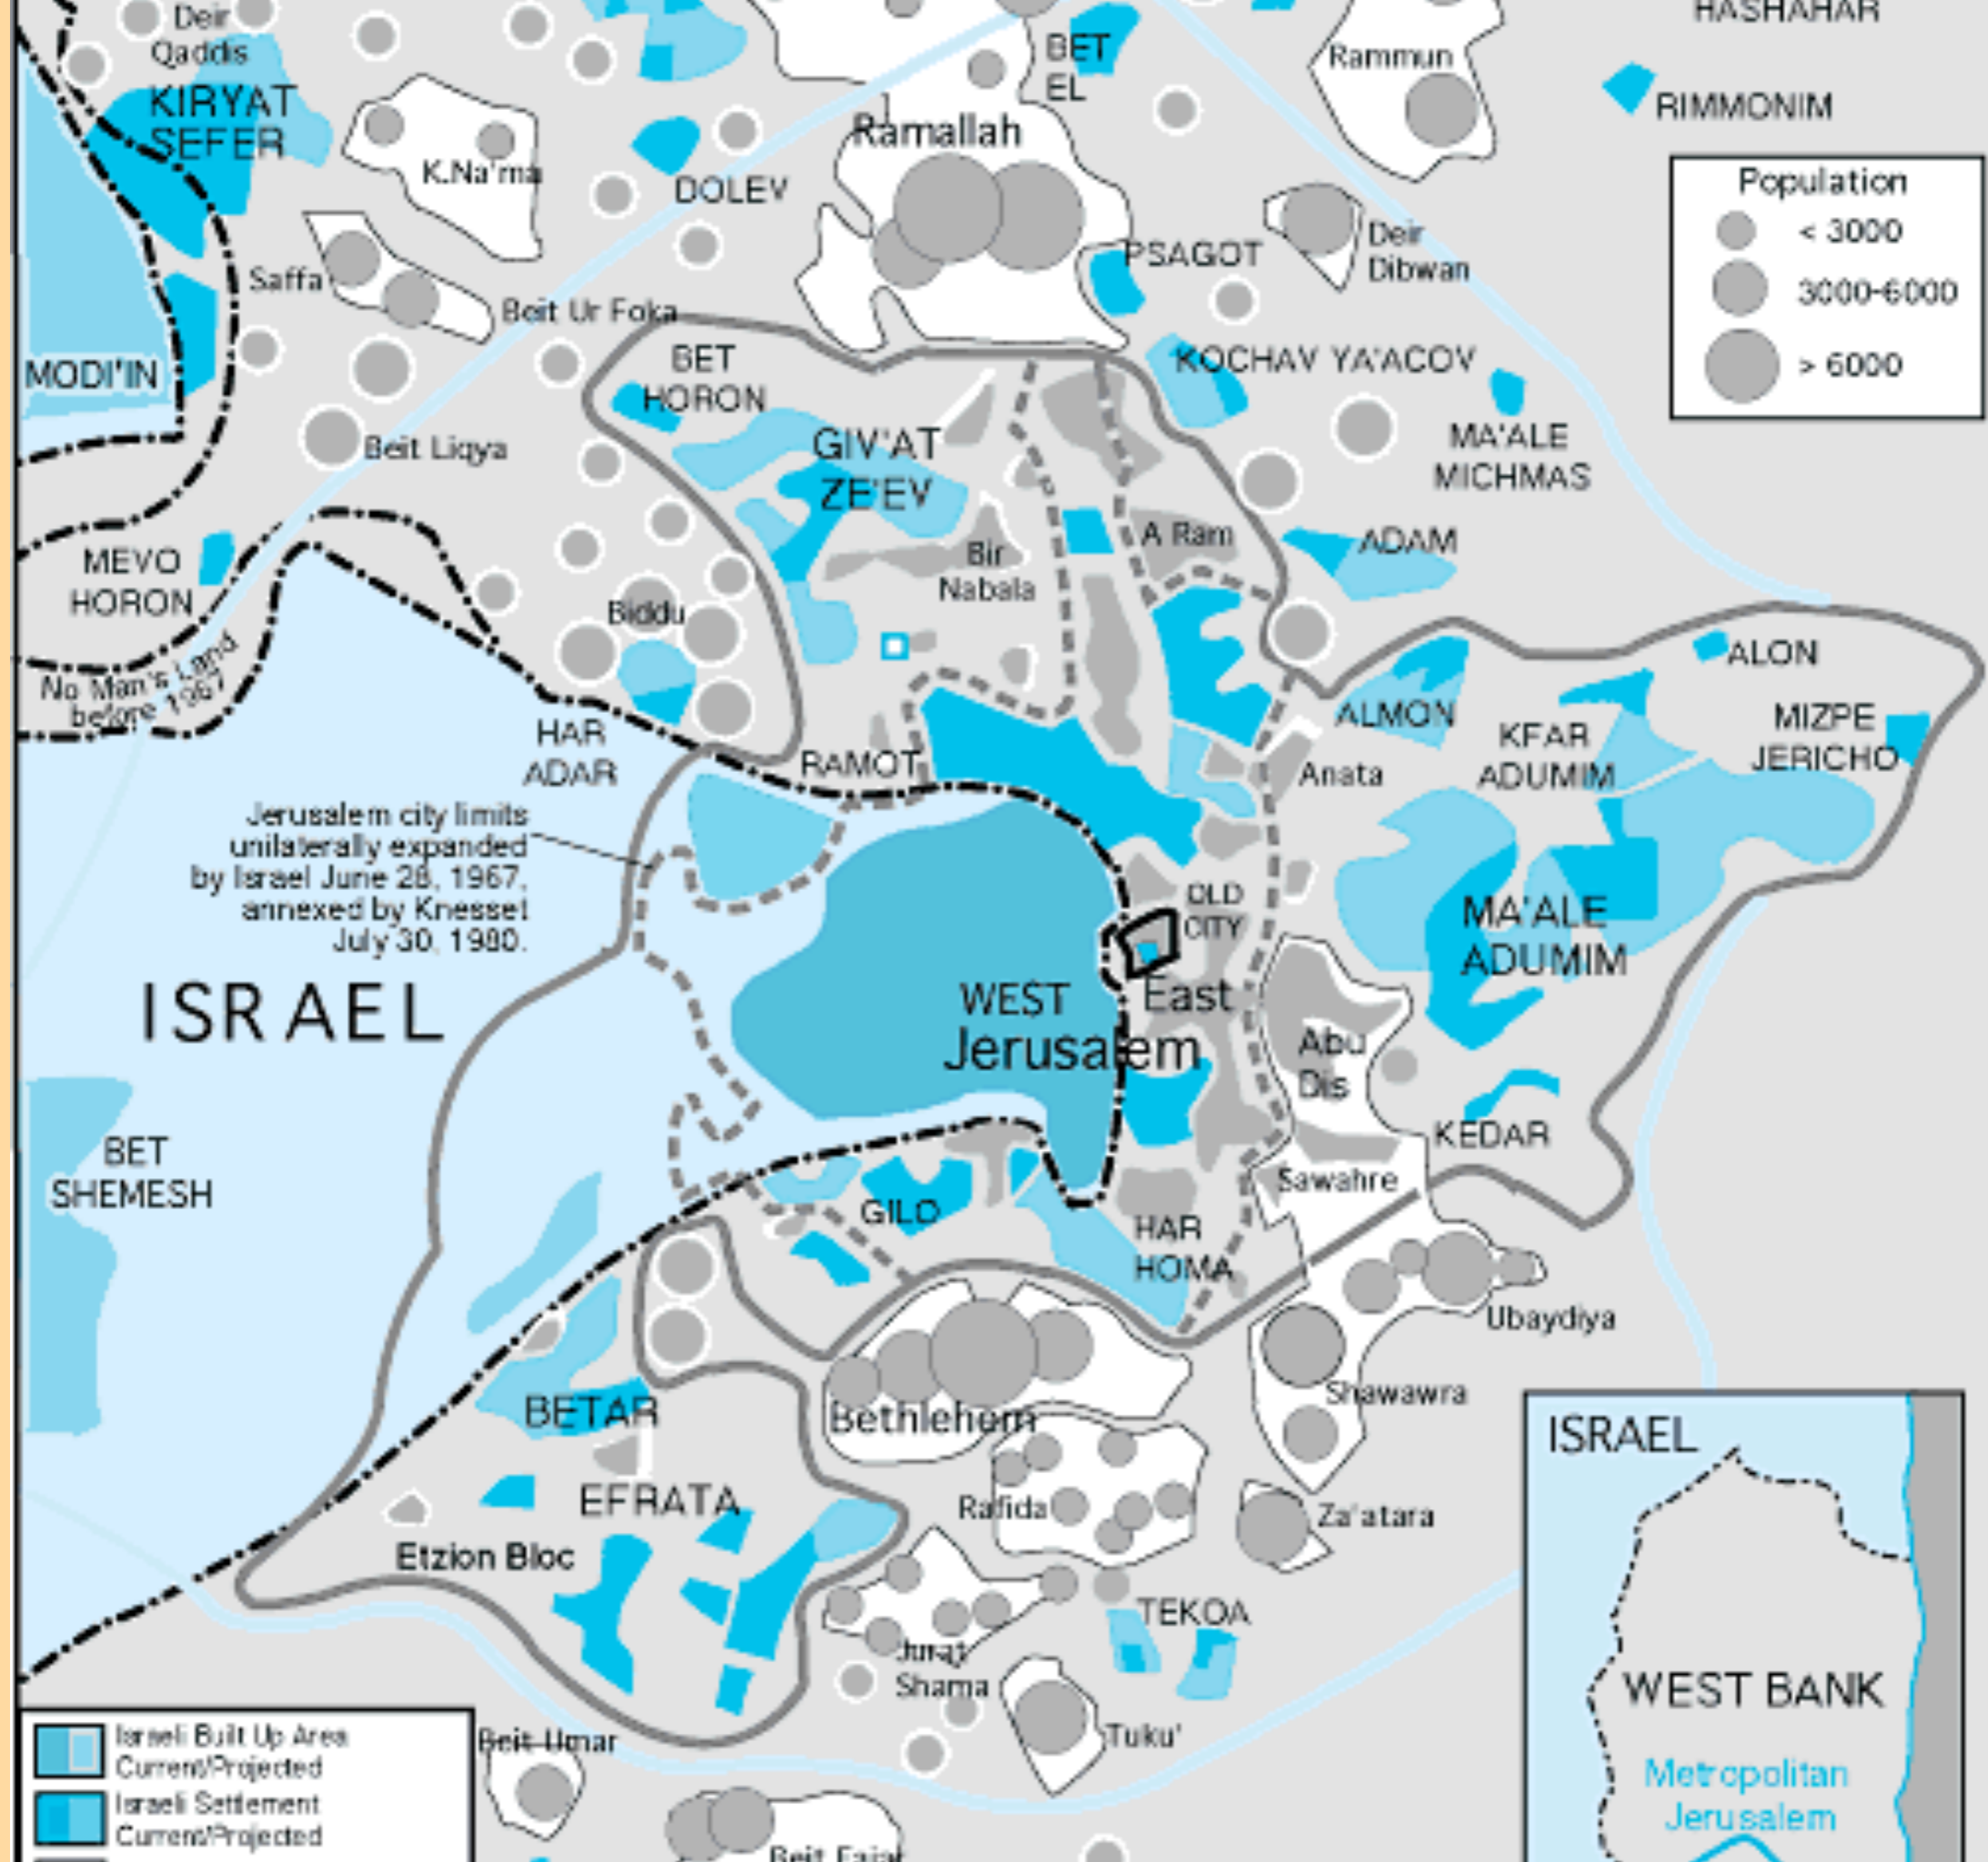 HASHAHAR
Deir
Qaddis
BET
EL
Rammun
RIMMONIM
KIRYAT
SEFER
K.Na'ma
Ramallah
DOLEV
Population
< 3000
3000-6000
> 6000
Saffa
Beit Ur Foka
PSAGOT
Deir
Dibwan
MODI'IN
BET
HORON
KOCHAV YA'ACOV
Beit Liqya
GIV'AT
ZE'EV
MA'ALE
MICHMAS
MEVO
HORON
Bir
Nabala
A Ram
ADAM
Biddu
No Man's Land
before 1967
HAR
ADAR
RAMOT
ALMON
ALON
KFAR
ADUMIM
MIZPE
JERICHO
Anata
Jerusalem city limits
unilaterally expanded
by Israel June 28, 1967,
annexed by Knesset
July 30, 1980.
OLD
CITY
MA'ALE
ADUMIM
ISRAEL
WEST
East
Jerusalem
Abu
Dis
BET
SHEMESH
KEDAR
Sawahre
GILO
HAR
HOMA
Ubaydiya
BETAR
Bethlehem
Shawawra
EFRATA
Rafida
Za'atara
Etzion Bloc
TEKOA
Jurat
Shama
Tuku'
Beit Umar
Beit Fajar
Israeli Built Up Area
Current/Projected
Israeli Settlement
Current/Projected
ISRAEL
WEST BANK
Metropolitan
Jerusalem